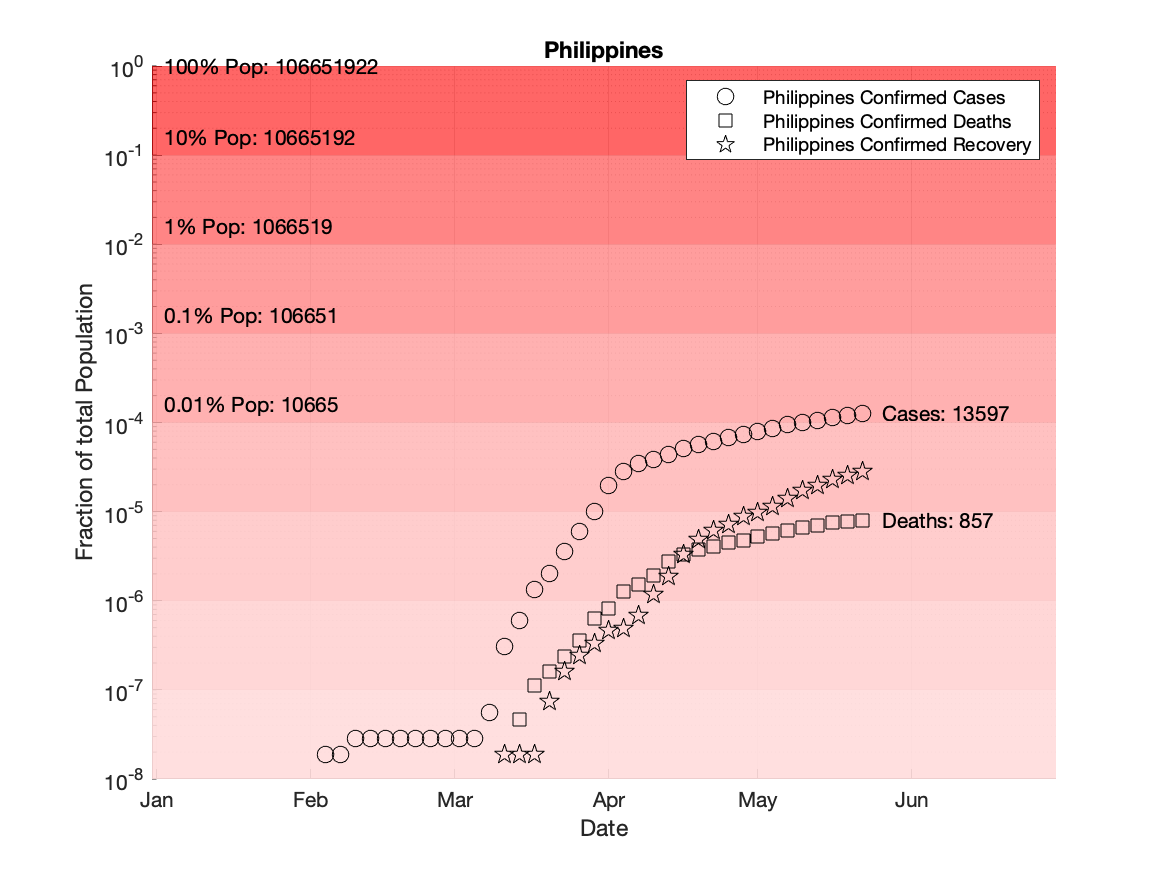 Philippines
10^0
100% Pop: 106651922
Philippines Confirmed Cases
Philippines Confirmed Deaths
Philippines Confirmed Recovery
10% Pop: 10665192
10^-1
1% Pop: 1066519
10^-2
0.1% Pop: 106651
10^-3
0.01% Pop: 10665
10^-4
Cases: 13597
10^-5
Deaths: 857
10^-6
10^-7
10^-8
Fraction of total Population
Jan Feb Mar Apr May Jun
Date